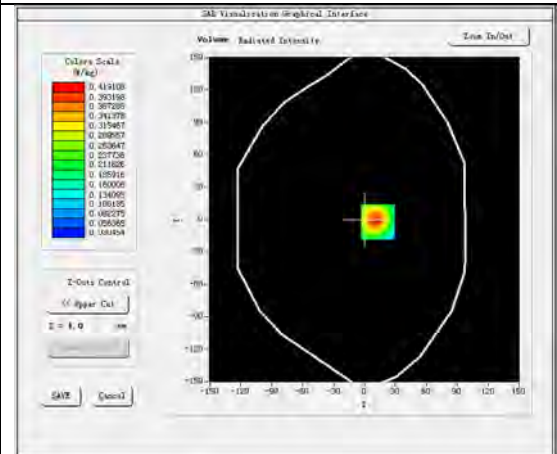 SAR Visualisation Graphical Interface
Volume Radiated Intensity
Zoom In/Out
Colors Scale
(W/kg)
0.419108
0.393198
0.367288
0.341378
0.315467
0.289557
0.263647
0.237736
0.211826
0.185916
0.160006
0.134095
0.108185
0.082275
0.056365
0.030454
150
120
90
60
30
0
-30
-60
-90
-120
-150
-150 -120 -90 -60 -30 0 30 60 90 120 150
Z-Cuts Control
<< Upper Cut
Z = 4.0 mm
SAVE
Cancel